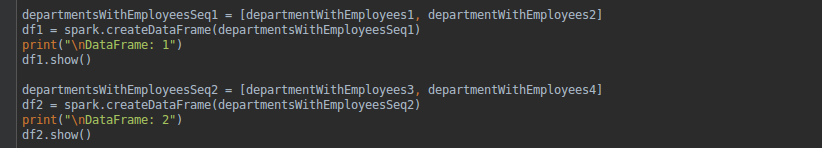 departmentsWithEmployeesSeq1 = [departmentWithEmployees1, departmentWithEmployees2]
df1 = spark.createDataFrame(departmentsWithEmployeesSeq1)
print("\nDataFrame: 1")
df1.show()

departmentsWithEmployeesSeq2 = [departmentWithEmployees3, departmentWithEmployees4]
df2 = spark.createDataFrame(departmentsWithEmployeesSeq2)
print("\nDataFrame: 2")
df2.show()